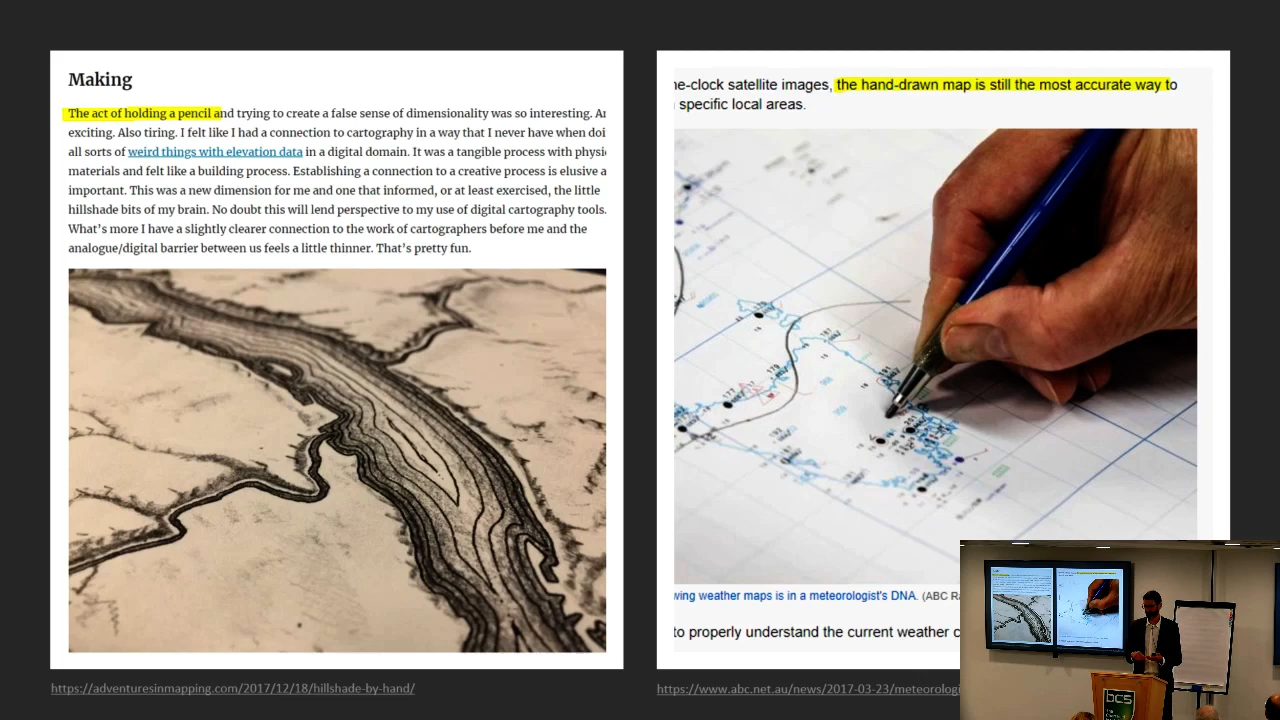 Making
The act of holding a pencil and trying to create a false sense of dimensionality was so interesting. Ar
exciting. Also tiring. I felt like I had a connection to cartography in a way that I never have when doi
all sorts of weird things with elevation data in a digital domain. It was a tangible process with physic
materials and felt like a building process. Establishing a connection to a creative process is elusive a
important. This was a new dimension for me and one that informed, or at least exercised, the little
hillshade bits of my brain. No doubt this will lend perspective to my use of digital cartography tools.
What's more I have a slightly clearer connection to the work of cartographers before me and the
analogue/digital barrier between us feels a little thinner. That's pretty fun.
https://adventuresinmapping.com/2017/12/18/hillshade-by-hand/
ne-clock satellite images, the hand-drawn map is still the most accurate way to
specific local areas.
wing weather maps is in a meteorologist's DNA. (ABC Ra
to properly understand the current weather c
https://www.abc.net.au/news/2017-03-23/meteorologi
bcs